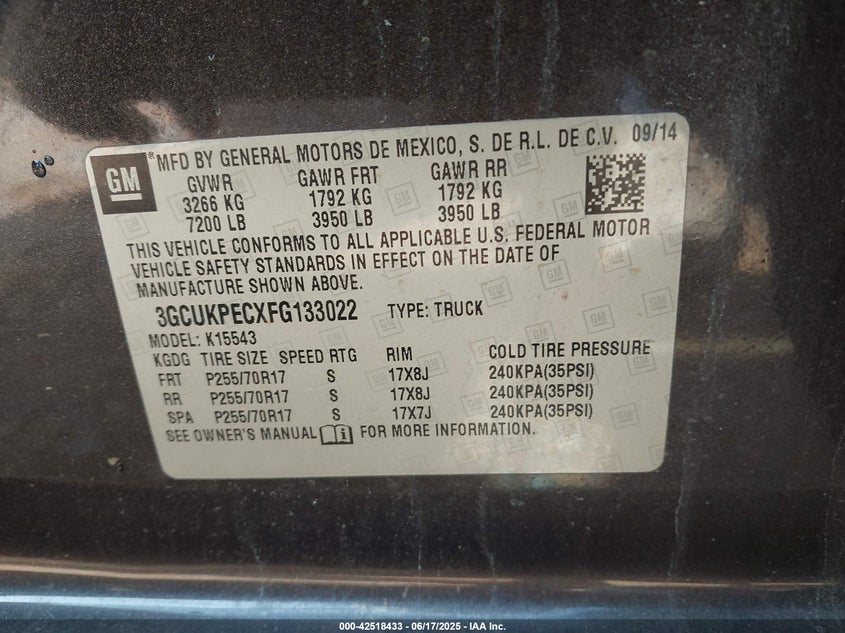 GM ® MFD BY GENERAL MOTORS DE MEXICO, S. DE R.L. DE C.V. 09/14
GVWR GAWR FRT GAWR RR
3266 KG 1792 KG 1792 KG
7200 LB 3950 LB 3950 LB
THIS VEHICLE CONFORMS TO ALL APPLICABLE U.S. FEDERAL MOTOR
VEHICLE SAFETY STANDARDS IN EFFECT ON THE DATE OF
MANUFACTURE SHOWN ABOVE.
3GCUKPECXFG133022 TYPE: TRUCK
MODEL: K15543
KGDG TIRE SIZE SPEED RTG RIM COLD TIRE PRESSURE
FRT P255/70R17 S 17X8J 240KPA(35PSI)
RR P255/70R17 S 17X8J 240KPA(35PSI)
SPA P255/70R17 S 17X7J 240KPA(35PSI)
SEE OWNER'S MANUAL FOR MORE INFORMATION.
000-42518433 - 06/17/2025 - IAA Inc.